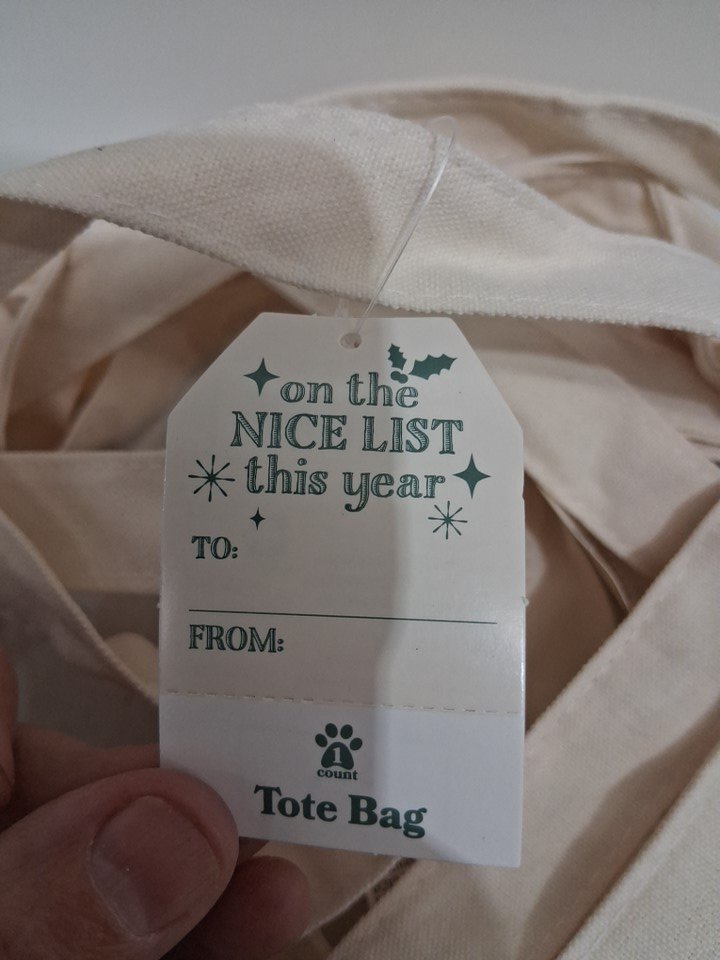 on the
NICE LIST
this year
TO:
FROM:
1
count
Tote Bag